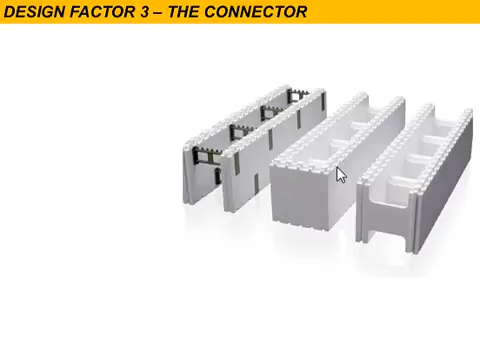 DESIGN FACTOR 3 – THE CONNECTOR